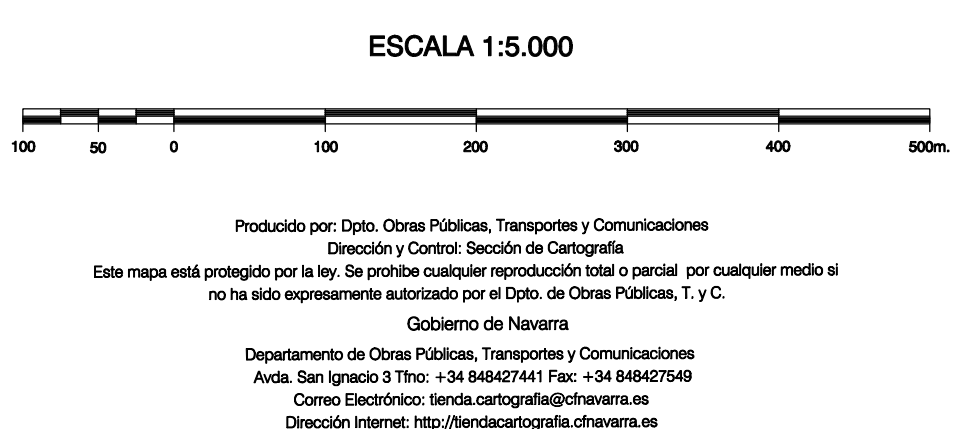 ESCALA 1:5.000
100 50 0 100 200 300 400 500m.
Producido por: Dpto. Obras Públicas, Transportes y Comunicaciones
Dirección y Control: Sección de Cartografía
Este mapa está protegido por la ley. Se prohibe cualquier reproducción total o parcial por cualquier medio si
no ha sido expresamente autorizado por el Dpto. de Obras Públicas, T. y C.
Gobierno de Navarra
Departamento de Obras Públicas, Transportes y Comunicaciones
Avda. San Ignacio 3 Tfno: +34 848427441 Fax: +34 848427549
Correo Electrónico: tienda.cartografia@cfnavarra.es
Dirección Internet: http://tiendacartografia.cfnavarra.es